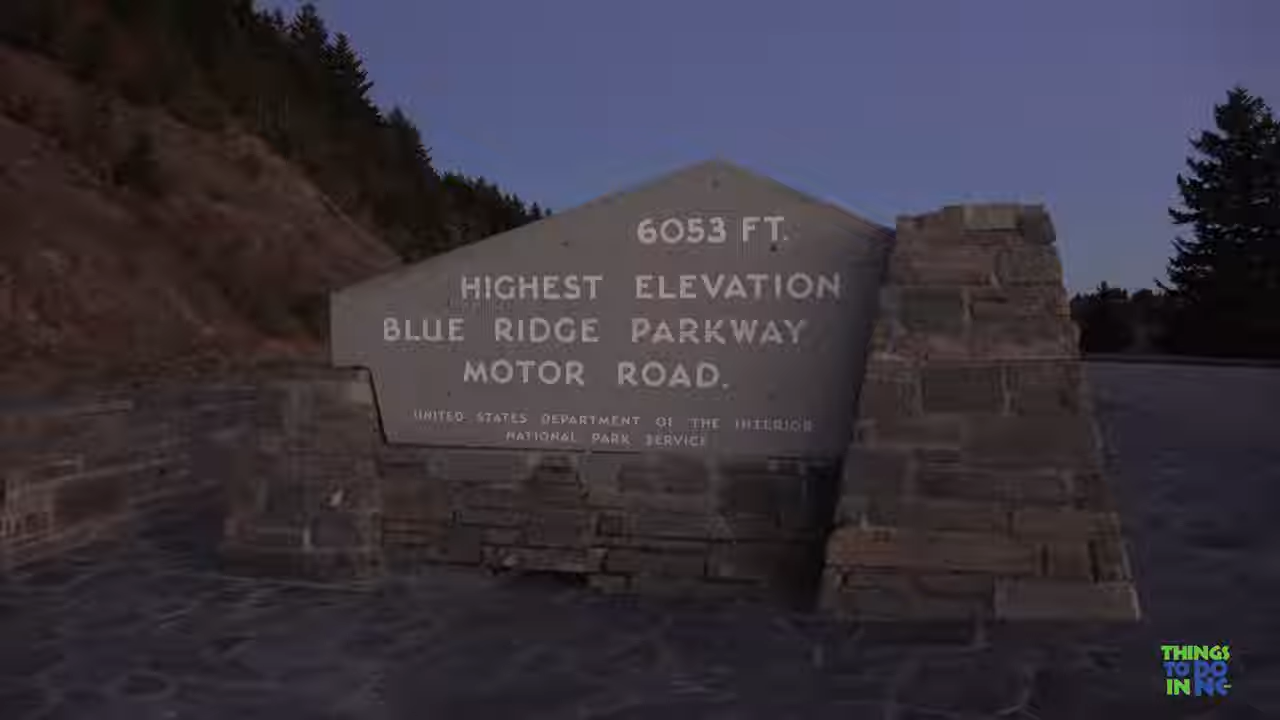 6053 FT.
HIGHEST ELEVATION
BLUE RIDGE PARKWAY
MOTOR ROAD.
UNITED STATES DEPARTMENT OF THE INTERIOR
NATIONAL PARK SERVICE
THINGS
TO DO
IN NC